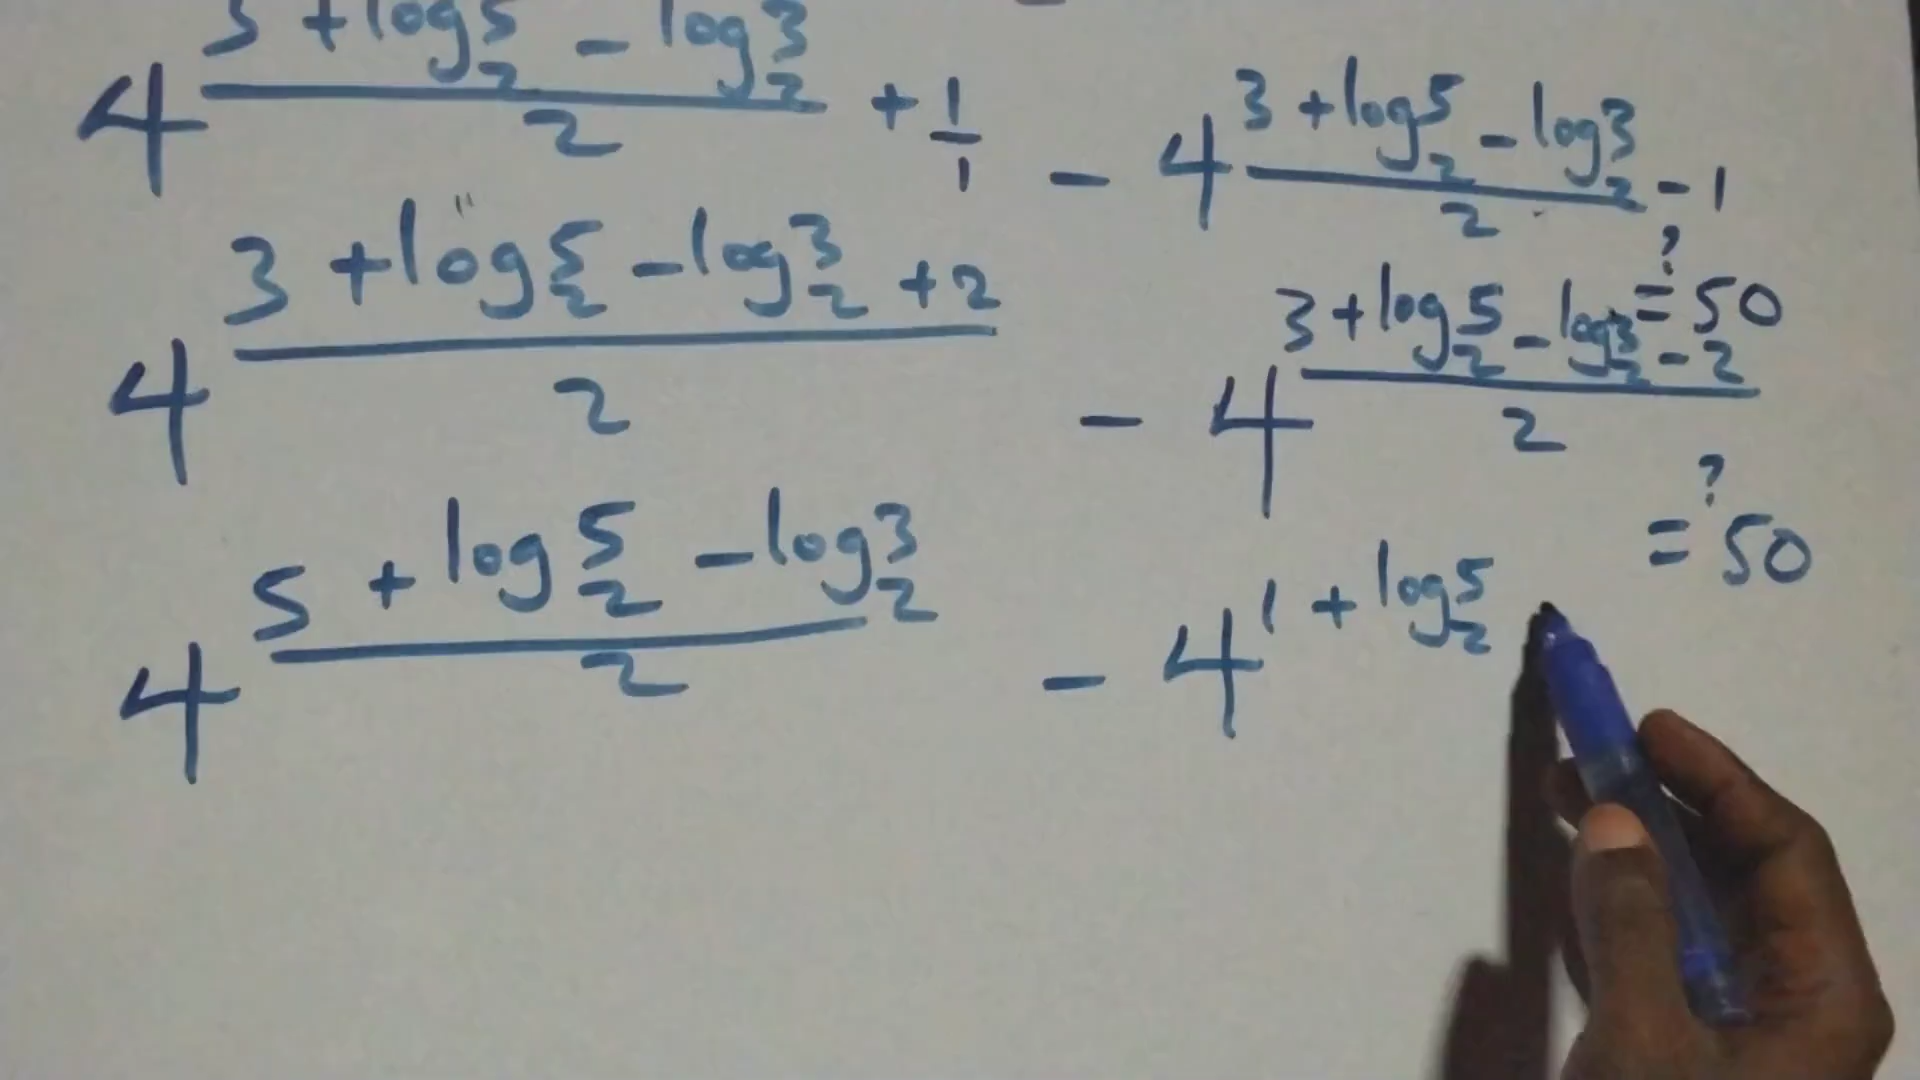 4^((3 + log₂5 - log₂3)/2 + 1/1) - 4^((3 + log₂5 - log₂3)/2 - 1) ?= 50
4^((3 + log₂5 - log₂3 + 2)/2) - 4^((3 + log₂5 - log₂3 - 2)/2) ?= 50
4^((5 + log₂5 - log₂3)/2) - 4^(1 + log₂5